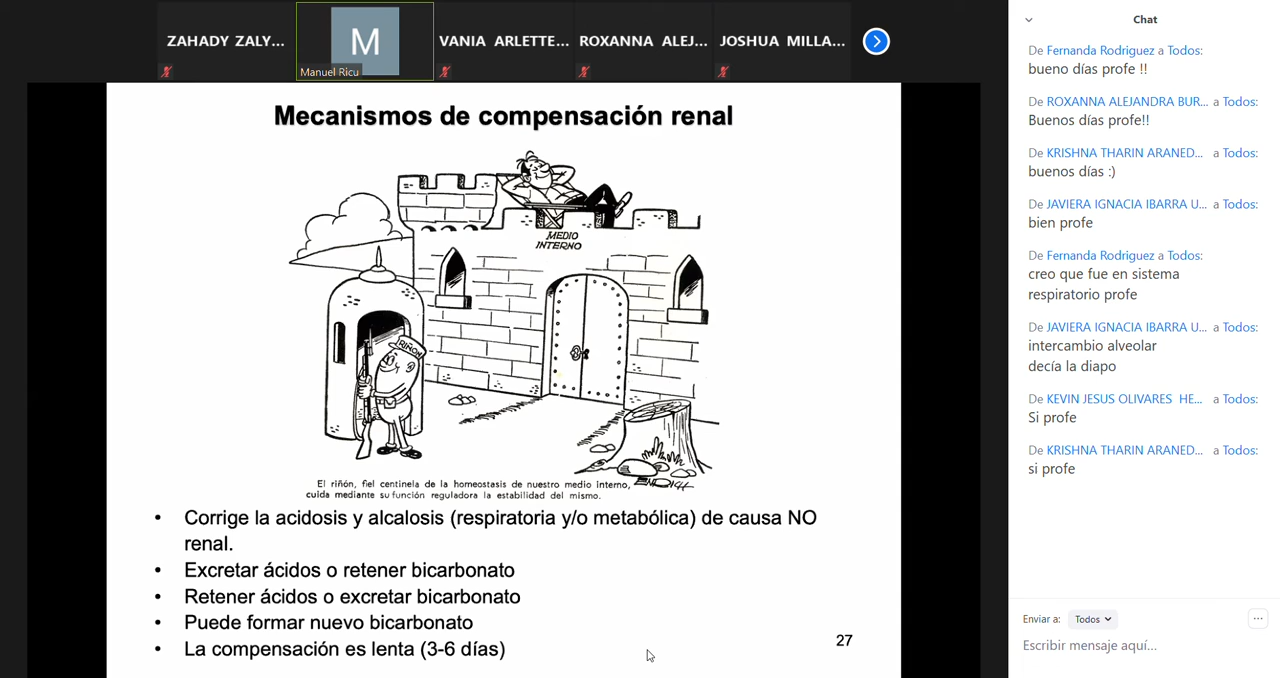 ZAHADY ZALY...
M
Manuel Ricu
VANIA ARLETTE...
ROXANNA ALEJ...
JOSHUA MILLA...
Mecanismos de compensación renal
MEDIO
INTERNO
RIÑON
ENDICH
El riñón, fiel centinela de la homeostasis de nuestro medio interno,
cuida mediante su función reguladora la estabilidad del mismo.
• Corrige la acidosis y alcalosis (respiratoria y/o metabólica) de causa NO
renal.
• Excretar ácidos o retener bicarbonato
• Retener ácidos o excretar bicarbonato
• Puede formar nuevo bicarbonato
• La compensación es lenta (3-6 días)
27
Chat
De Fernanda Rodriguez a Todos:
bueno días profe !!
De ROXANNA ALEJANDRA BUR... a Todos:
Buenos días profe!!
De KRISHNA THARIN ARANED... a Todos:
buenos días :)
De JAVIERA IGNACIA IBARRA U... a Todos:
bien profe
De Fernanda Rodriguez a Todos:
creo que fue en sistema
respiratorio profe
De JAVIERA IGNACIA IBARRA U... a Todos:
intercambio alveolar
decía la diapo
De KEVIN JESUS OLIVARES HE... a Todos:
Si profe
De KRISHNA THARIN ARANED... a Todos:
si profe
Enviar a: Todos
...
Escribir mensaje aquí...